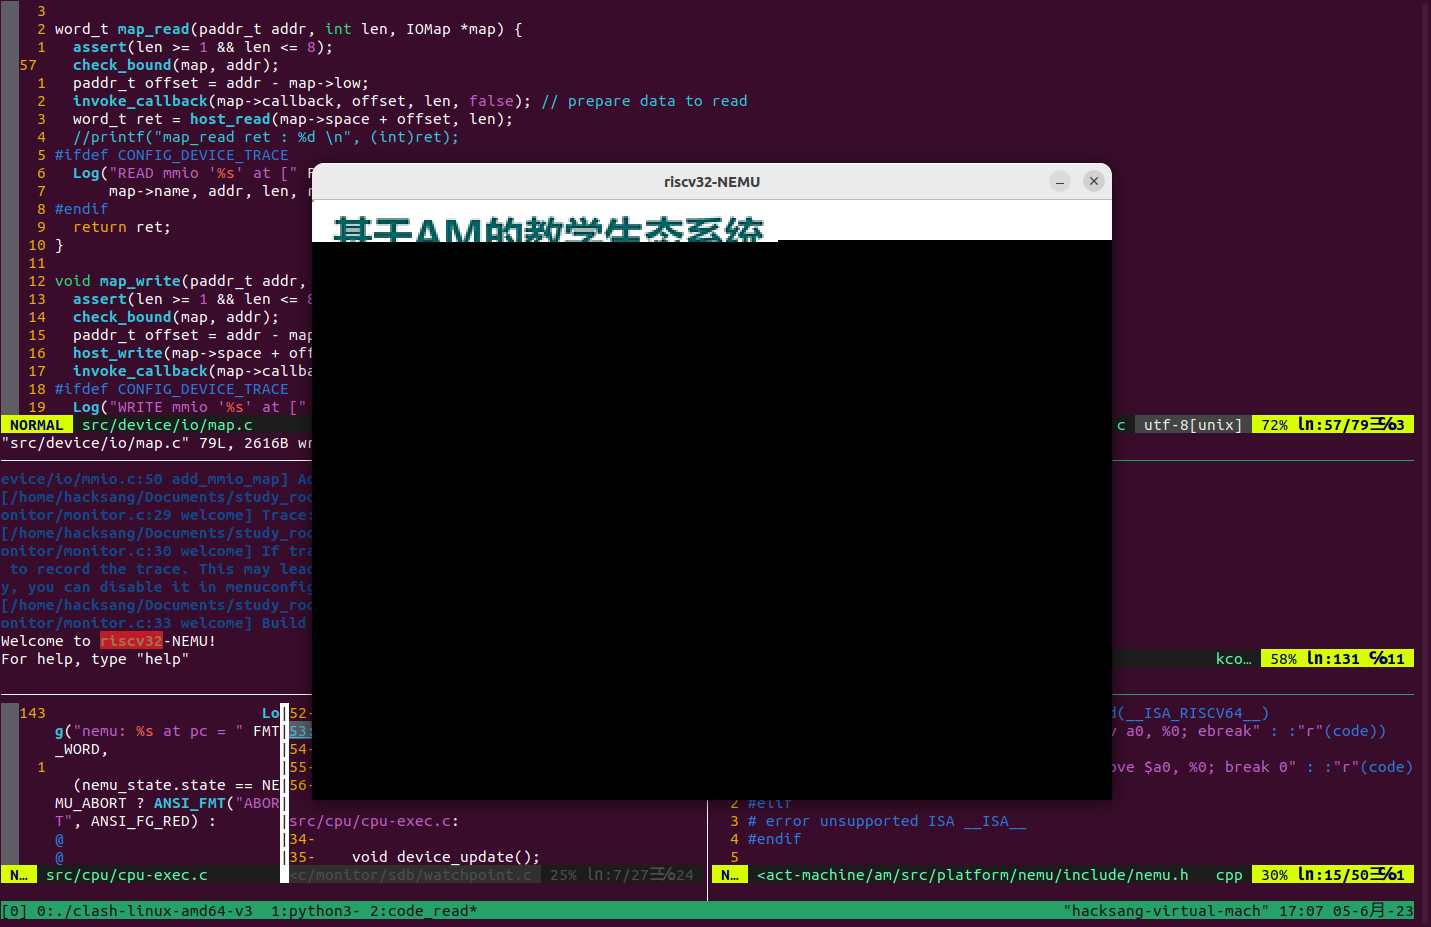 3
2 word_t map_read(paddr_t addr, int len, IOMap *map) {
1   assert(len >= 1 && len <= 8);
57    check_bound(map, addr);
1   paddr_t offset = addr - map->low;
2   invoke_callback(map->callback, offset, len, false); // prepare data to read
3   word_t ret = host_read(map->space + offset, len);
4   //printf("map_read ret : %d \n", (int)ret);
5 #ifdef CONFIG_DEVICE_TRACE
6   Log("READ mmio '%s' at [" F
7       map->name, addr, len, r
8 #endif
9   return ret;
10 }
11
12 void map_write(paddr_t addr,
13   assert(len >= 1 && len <= 8
14   check_bound(map, addr);
15   paddr_t offset = addr - map
16   host_write(map->space + off
17   invoke_callback(map->callba
18 #ifdef CONFIG_DEVICE_TRACE
19   Log("WRITE mmio '%s' at ["
riscv32-NEMU
基于AM的教学生态系统
NORMAL src/device/io/map.c c utf-8[unix] 72% ln:57/79 ℅3
"src/device/io/map.c" 79L, 2616B wr
evice/io/mmio.c:50 add_mmio_map] Ad
[/home/hacksang/Documents/study_roo
onitor/monitor.c:29 welcome] Trace:
[/home/hacksang/Documents/study_roo
onitor/monitor.c:30 welcome] If tra
to record the trace. This may lead
y, you can disable it in menuconfig
[/home/hacksang/Documents/study_roo
onitor/monitor.c:33 welcome] Build
Welcome to riscv32-NEMU!
For help, type "help"
kco… 58% ln:131 ℅11
143 Lo
g("nemu: %s at pc = " FMT
_WORD,
1
(nemu_state.state == NE
MU_ABORT ? ANSI_FMT("ABOR
T", ANSI_FG_RED) :
@
@
N… src/cpu/cpu-exec.c
52-
53:
54-
55-
56-
src/cpu/cpu-exec.c:
34-
35-    void device_update();
<c/monitor/sdb/watchpoint.c 25% ln:7/27 ℅24
d(__ISA_RISCV64__)
v a0, %0; ebreak" : :"r"(code))
ove $a0, %0; break 0" : :"r"(code)
2 #elif
3 # error unsupported ISA __ISA__
4 #endif
5
N… <act-machine/am/src/platform/nemu/include/nemu.h cpp 30% ln:15/50 ℅1
[0] 0:./clash-linux-amd64-v3  1:python3- 2:code_read* "hacksang-virtual-mach" 17:07 05-6月-23